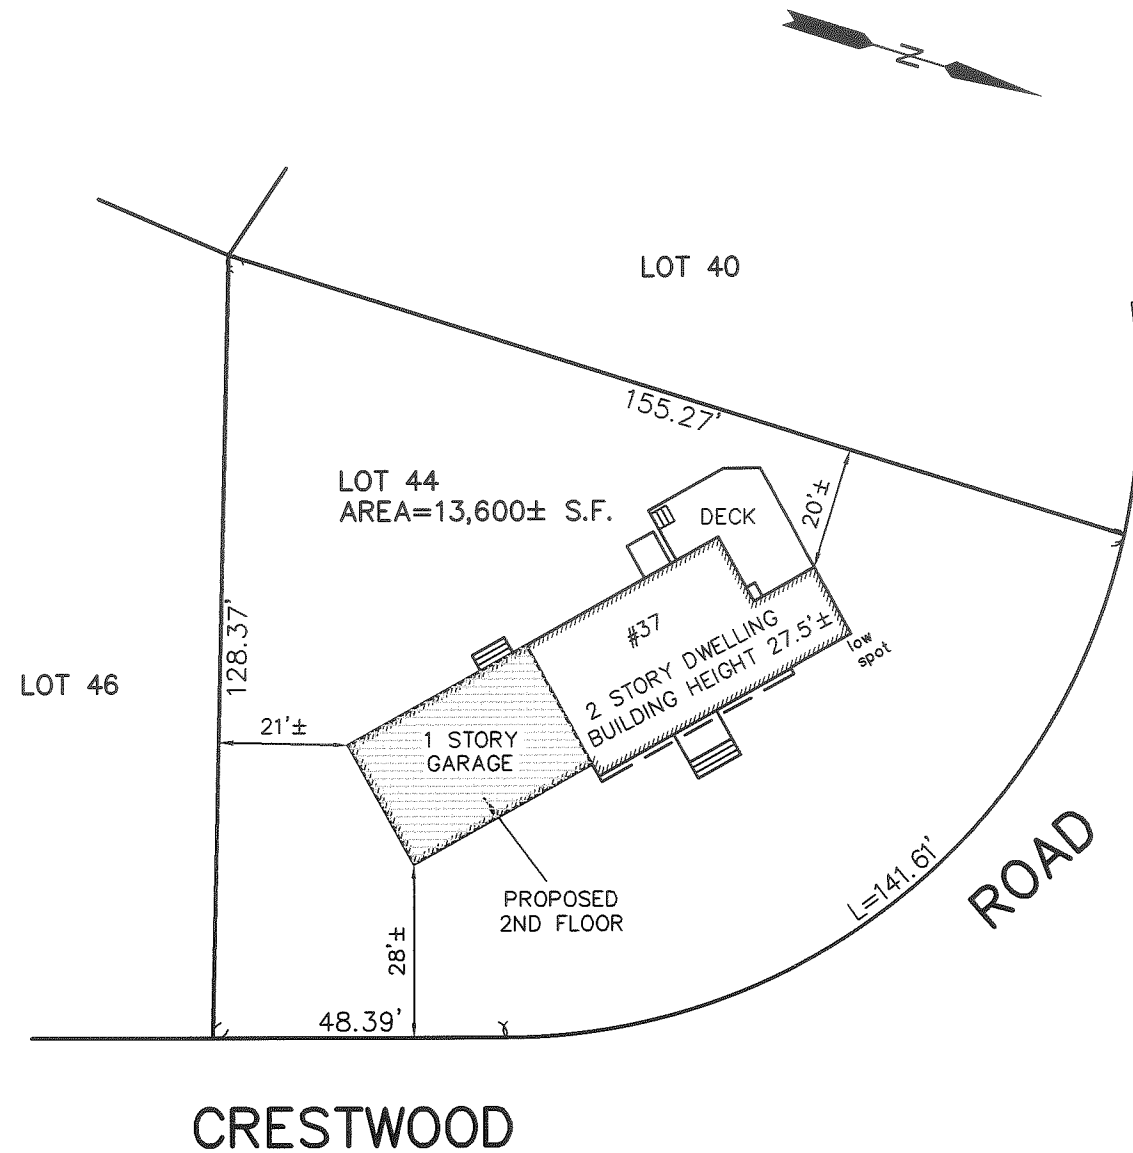 N
LOT 40
155.27'
LOT 44
AREA=13,600± S.F.
DECK
20'±
#37
2 STORY DWELLING
BUILDING HEIGHT 27.5'±
low
spot
128.37'
LOT 46
21'±
1 STORY
GARAGE
PROPOSED
2ND FLOOR
28'±
48.39'
L=141.61'
ROAD
CRESTWOOD